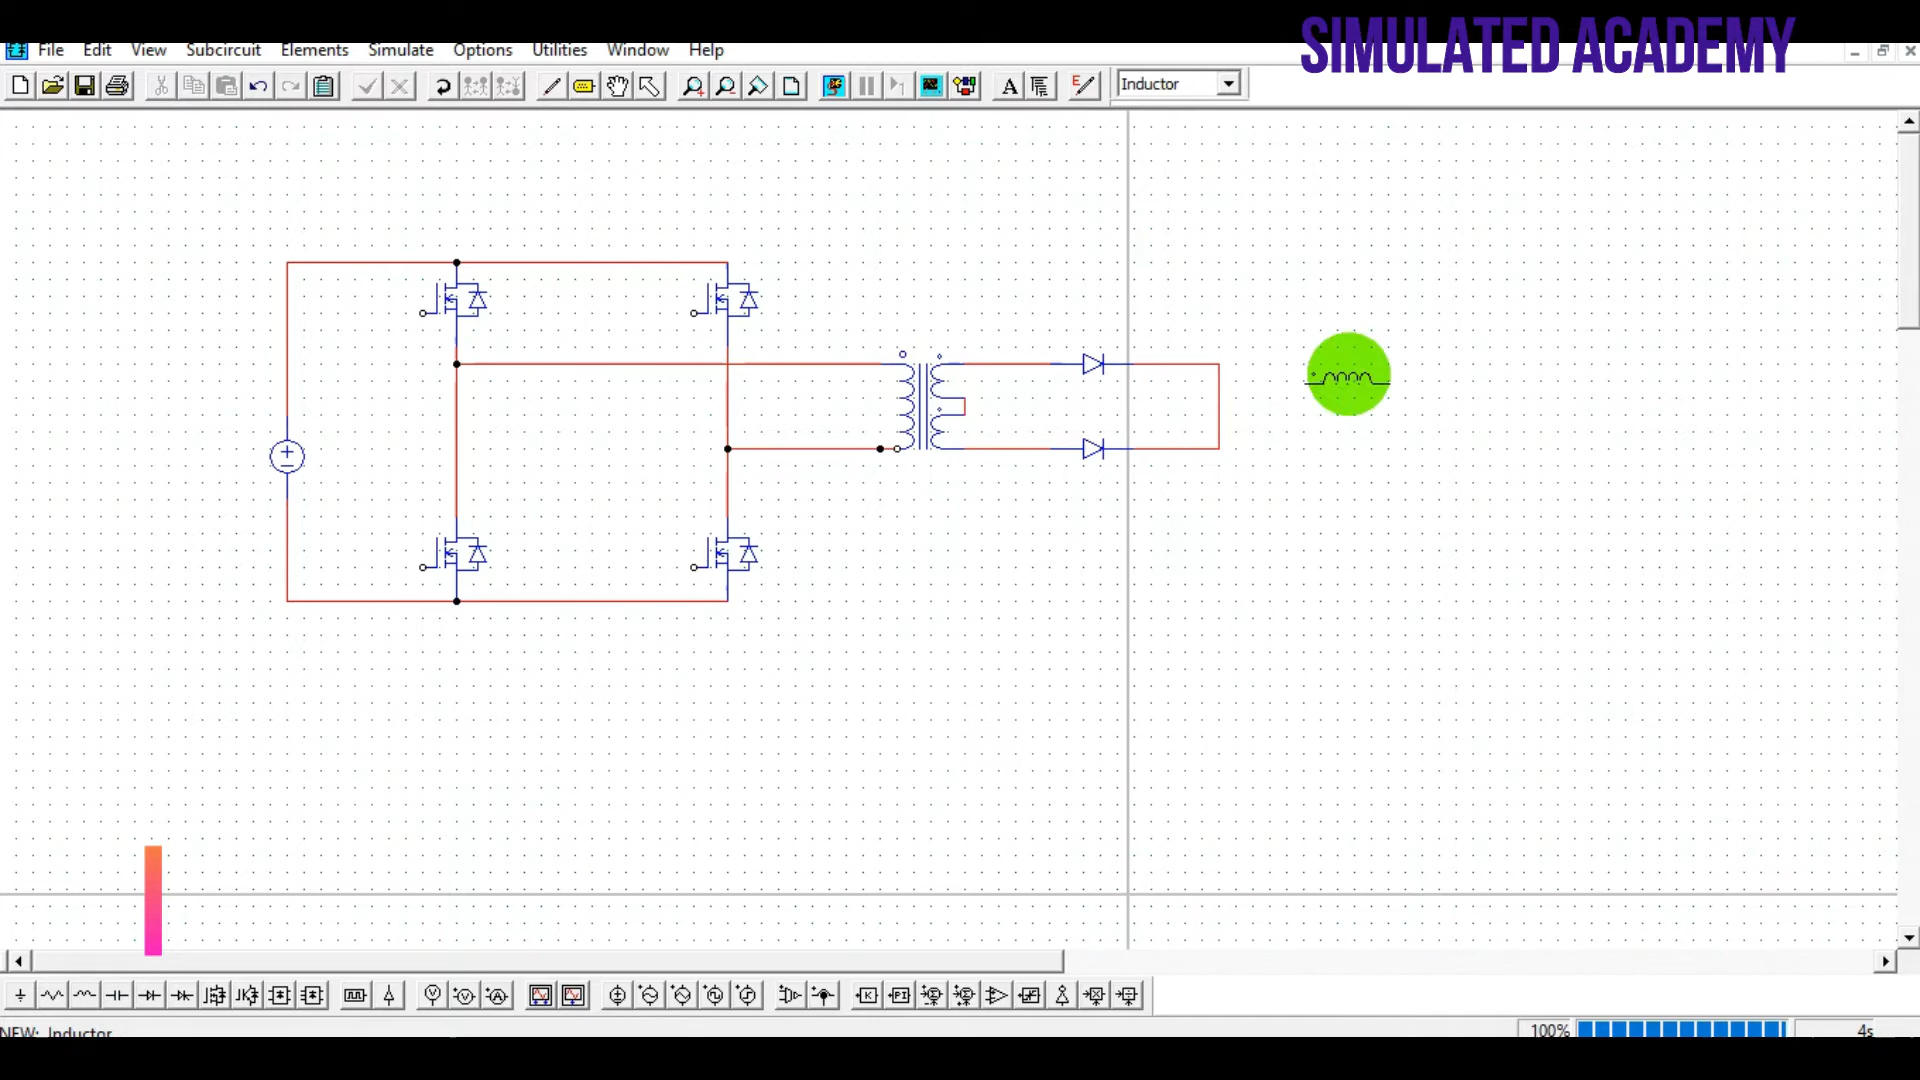 SIMULATED ACADEMY
File Edit View Subcircuit Elements Simulate Options Utilities Window Help
Inductor
NEW: Inductor
100%
4s